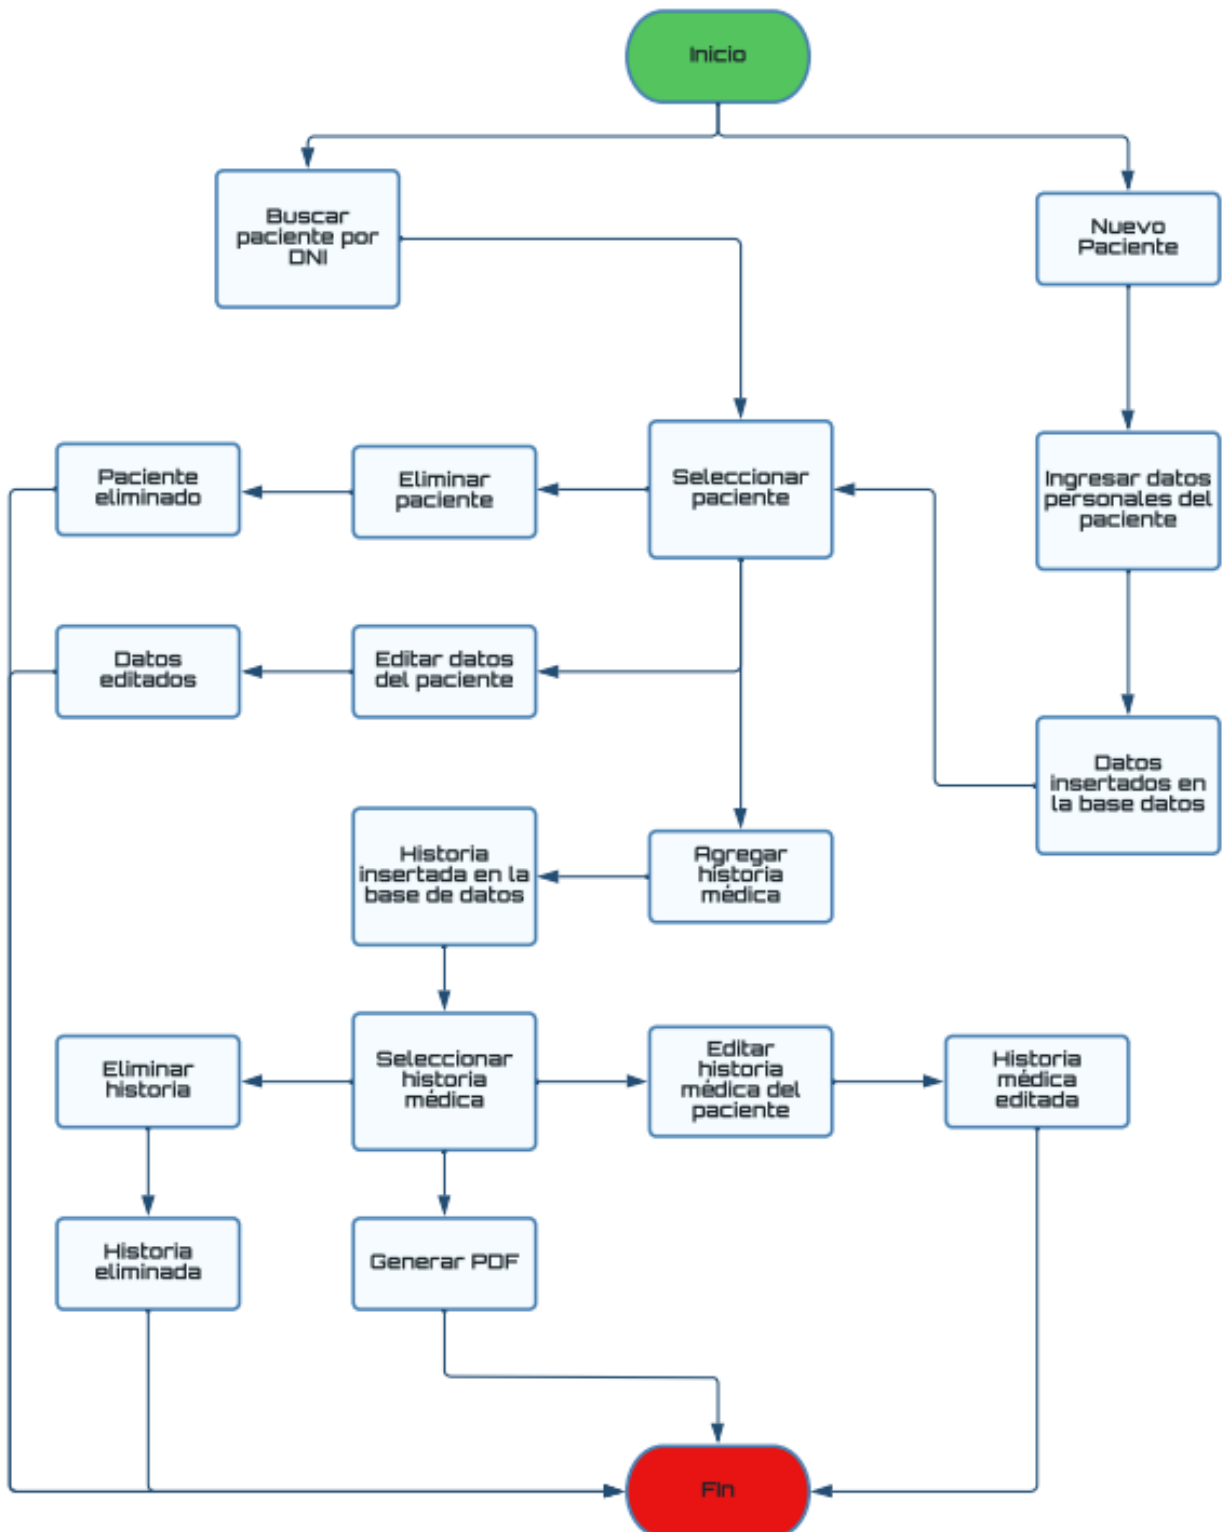 Inicio
Buscar
paciente por
DNI
Nuevo
Paciente
Paciente
eliminado
Eliminar
paciente
Seleccionar
paciente
Ingresar datos
personales del
paciente
Datos
editados
Editar datos
del paciente
Datos
insertados en
la base datos
Historia
insertada en la
base de datos
Agregar
historia
médica
Eliminar
historia
Seleccionar
historia
médica
Editar
historia
médica del
paciente
Historia
médica
editada
Historia
eliminada
Generar PDF
Fin